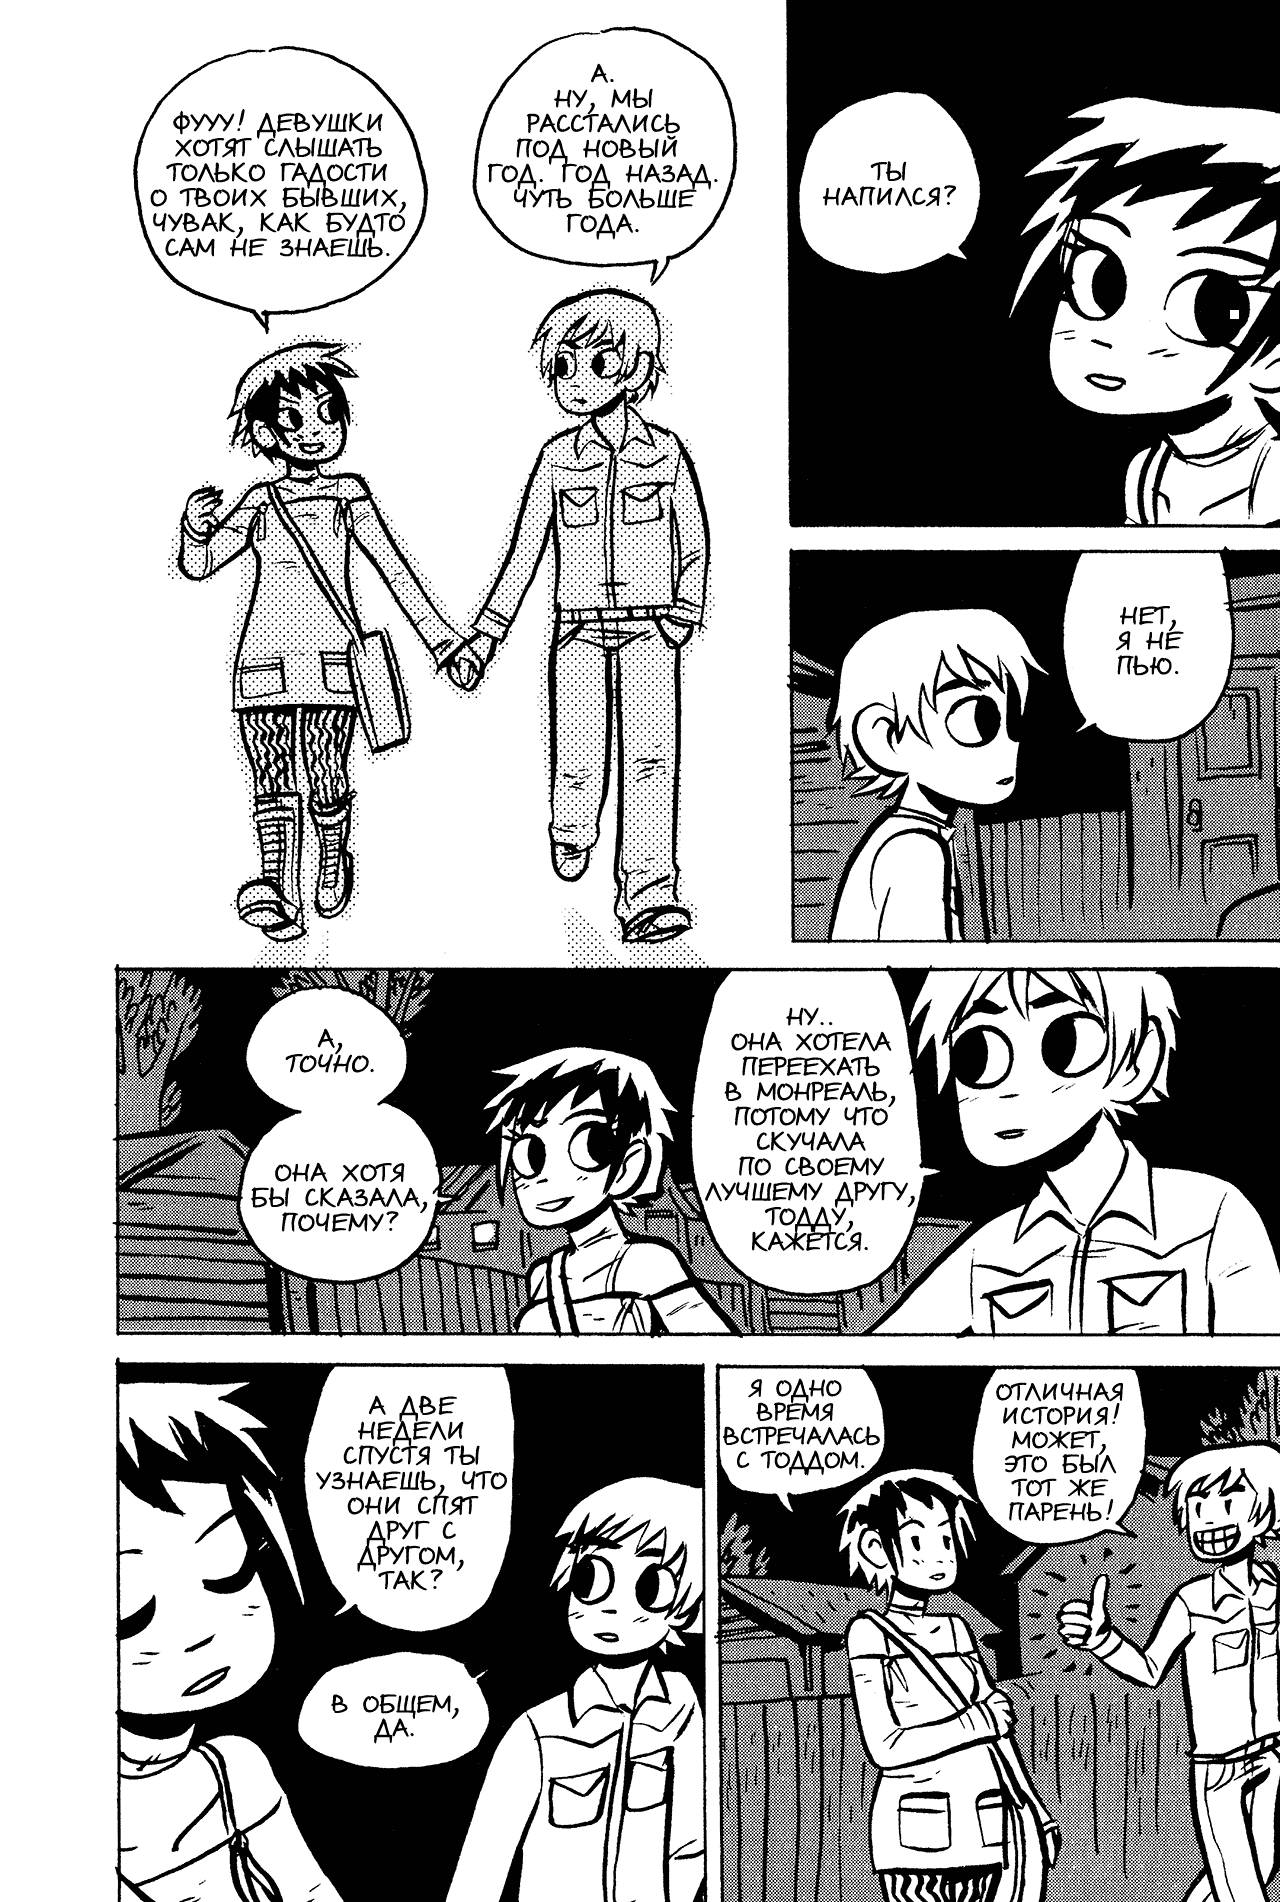 ФУУУ! ДЕВУШКИ
ХОТЯТ СЛЫШАТЬ
ТОЛЬКО ГАДОСТИ
О ТВОИХ БЫВШИХ,
ЧУВАК, КАК БУДТО
САМ НЕ ЗНАЕШЬ.
А.
НУ, МЫ
РАССТАЛИСЬ
ПОД НОВЫЙ
ГОД. ГОД НАЗАД.
ЧУТЬ БОЛЬШЕ
ГОДА.
ТЫ
НАПИЛСЯ?
НЕТ,
Я НЕ
ПЬЮ.
А,
ТОЧНО.
ОНА ХОТЯ
БЫ СКАЗАЛА,
ПОЧЕМУ?
НУ..
ОНА ХОТЕЛА
ПЕРЕЕХАТЬ
В МОНРЕАЛЬ,
ПОТОМУ ЧТО
СКУЧАЛА
ПО СВОЕМУ
ЛУЧШЕМУ ДРУГУ,
ТОДДУ,
КАЖЕТСЯ.
А ДВЕ
НЕДЕЛИ
СПУСТЯ ТЫ
УЗНАЕШЬ, ЧТО
ОНИ СПЯТ
ДРУГ С
ДРУГОМ,
ТАК?
В ОБЩЕМ,
ДА.
Я ОДНО
ВРЕМЯ
ВСТРЕЧАЛАСЬ
С ТОДДОМ.
ОТЛИЧНАЯ
ИСТОРИЯ!
МОЖЕТ,
ЭТО БЫЛ
ТОТ ЖЕ
ПАРЕНЬ!